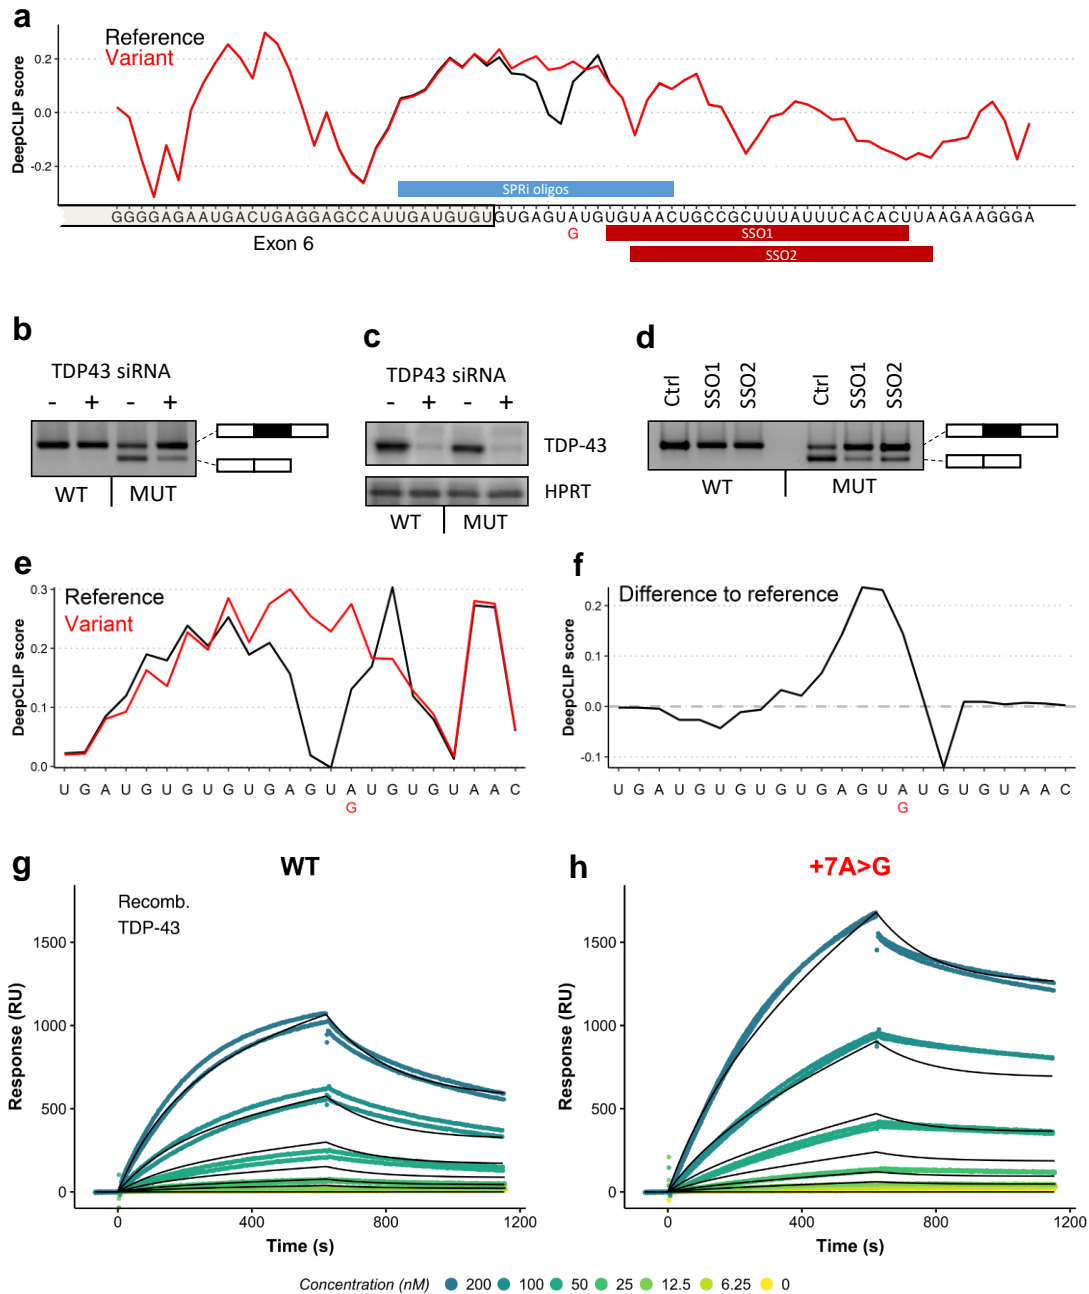 a
Reference
Variant
DeepCLIP score
0.2
0.0
-0.2
SPRi oligos
GGGGAGAAUGACUGAGGAGCCAUUGAUGUGUGUGAGUAUGUGUAACUGCCGCUUUAUUUCACACUUAAGAAGGGA
G
Exon 6
SSO1
SSO2
b
TDP43 siRNA
- + - +
WT MUT
c
TDP43 siRNA
- + - +
TDP-43
HPRT
WT MUT
d
Ctrl SSO1 SSO2 Ctrl SSO1 SSO2
WT MUT
e
Reference
Variant
DeepCLIP score
0.3
0.2
0.1
0.0
U G A U G U G U G U G A G U A U G U G U A A C
G
f
Difference to reference
DeepCLIP score
0.2
0.1
0.0
-0.1
U G A U G U G U G U G A G U A U G U G U A A C
G
g
WT
Recomb.
TDP-43
Response (RU)
1500
1000
500
0
0 400 800 1200
Time (s)
h
+7A>G
Response (RU)
1500
1000
500
0
0 400 800 1200
Time (s)
Concentration (nM) 200 100 50 25 12.5 6.25 0